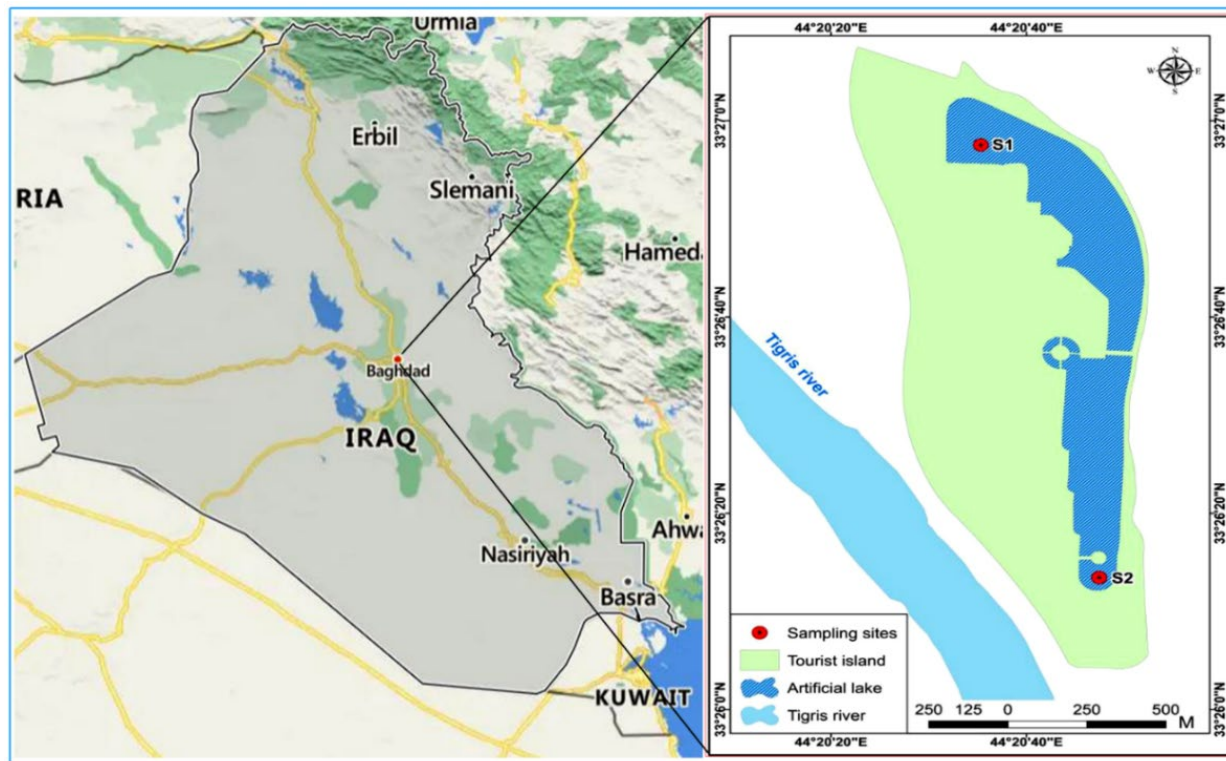 Urmia
Erbil
Slemani
RIA
Hameda
Baghdad
IRAQ
Ahwa
Nasiriyah
Basra
KUWAIT
44°20'20"E 44°20'40"E
N
W E
S
33°27'0"N
33°27'0"N
S1
33°26'40"N
33°26'40"N
Tigris river
33°26'20"N
33°26'20"N
S2
Sampling sites
Tourist island
Artificial lake
Tigris river
33°26'0"N
33°26'0"N
250 125 0 250 500
M
44°20'20"E 44°20'40"E